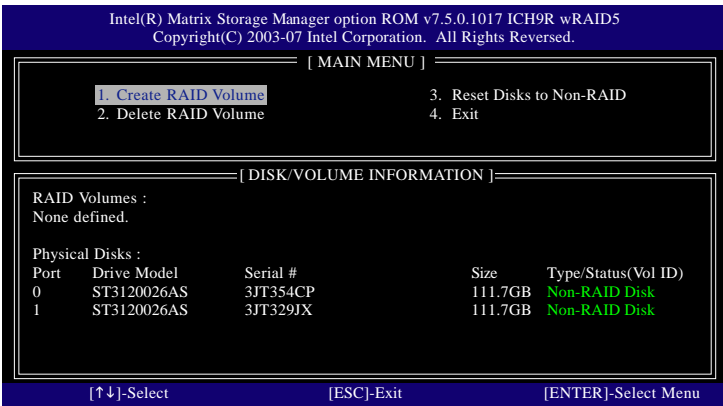 Intel(R) Matrix Storage Manager option ROM v7.5.0.1017 ICH9R wRAID5
Copyright(C) 2003-07 Intel Corporation. All Rights Reversed.
[ MAIN MENU ]
1. Create RAID Volume 3. Reset Disks to Non-RAID
2. Delete RAID Volume 4. Exit
[ DISK/VOLUME INFORMATION ]
RAID Volumes :
None defined.
Physical Disks :
Port Drive Model Serial # Size Type/Status(Vol ID)
0 ST3120026AS 3JT354CP 111.7GB Non-RAID Disk
1 ST3120026AS 3JT329JX 111.7GB Non-RAID Disk
[↑↓]-Select [ESC]-Exit [ENTER]-Select Menu